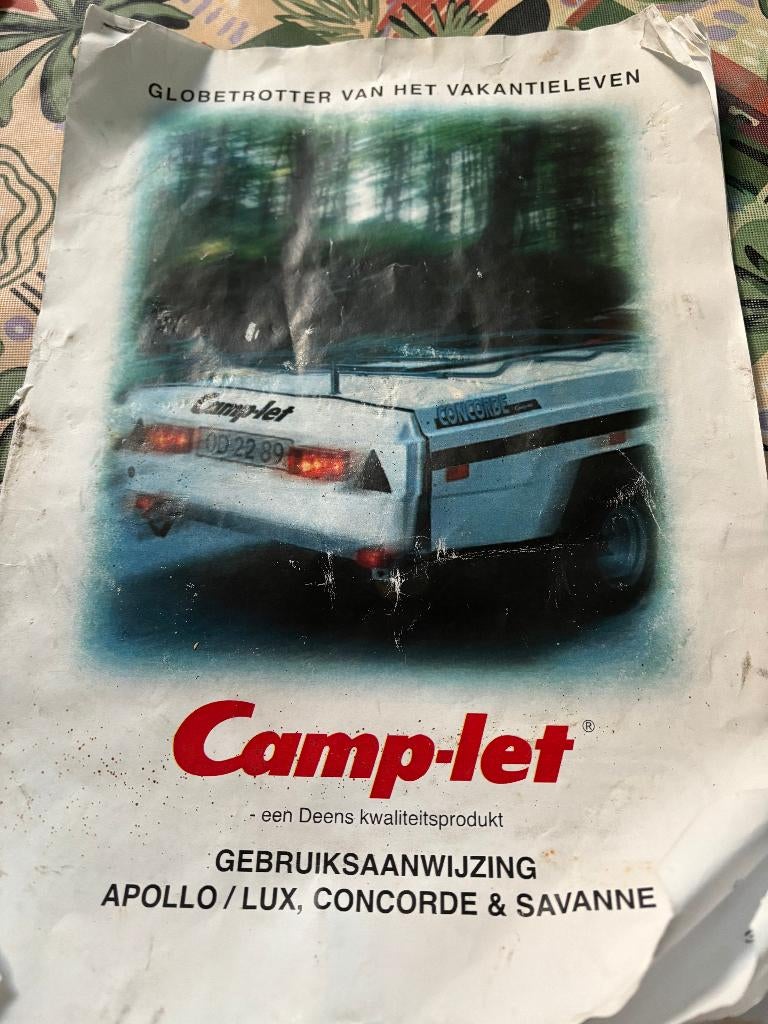 GLOBETROTTER VAN HET VAKANTIELEVEN
Camp-let
CONCORDE
OD 22 89
Camp-let®
- een Deens kwaliteitsprodukt
GEBRUIKSAANWIJZING
APOLLO / LUX, CONCORDE & SAVANNE